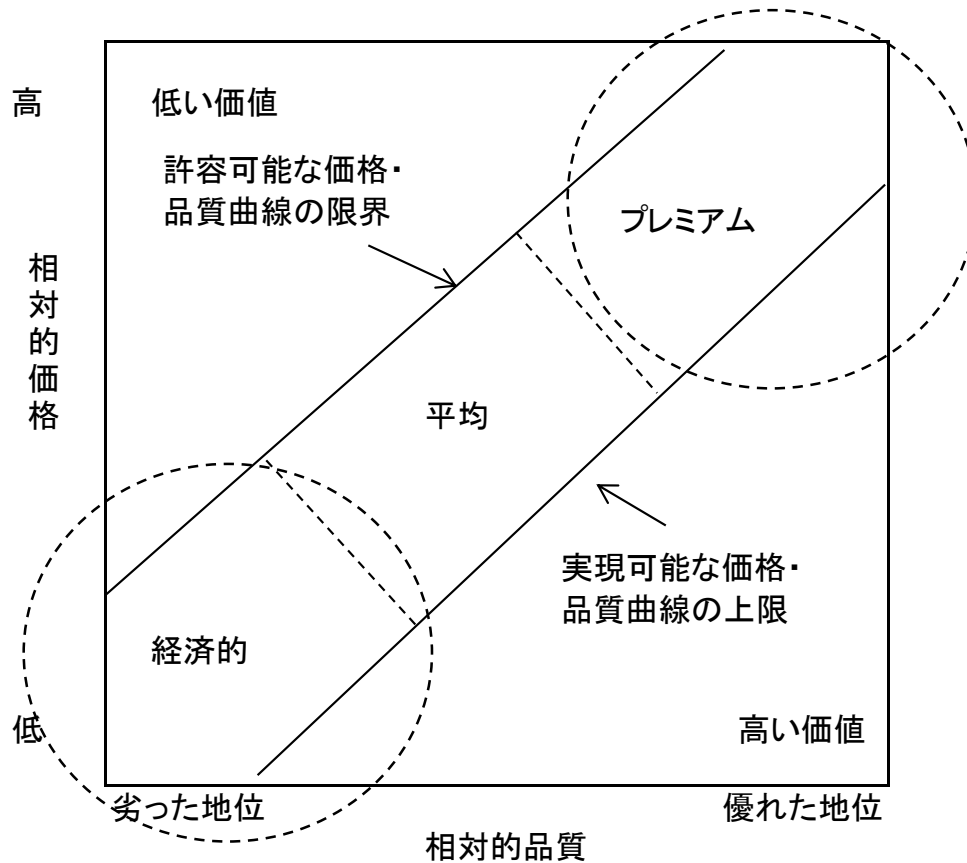 高
低い価値
許容可能な価格・
品質曲線の限界
プレミアム
相対的価格
平均
実現可能な価格・
品質曲線の上限
経済的
低
高い価値
劣った地位
優れた地位
相対的品質